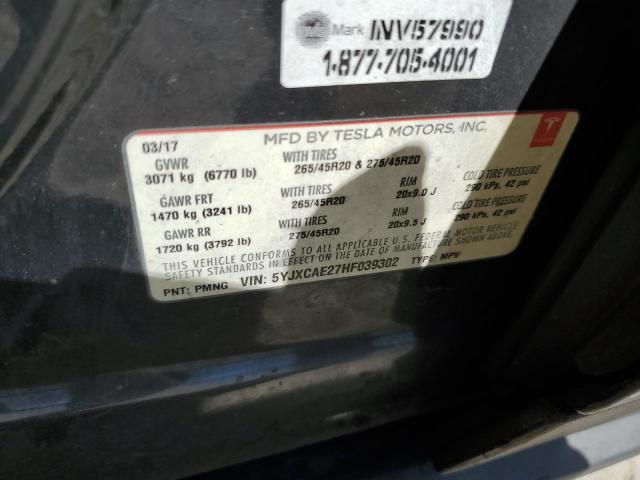 Mark INV57990
1·877·705·4001
MFD BY TESLA MOTORS, INC.
TESLA
03/17
GVWR WITH TIRES
3071 kg (6770 lb) 265/45R20 & 275/45R20
GAWR FRT WITH TIRES RIM COLD TIRE PRESSURE
1470 kg (3241 lb) 265/45R20 20x9.0 J 290 kPa, 42 psi
GAWR RR WITH TIRES RIM COLD TIRE PRESSURE
1720 kg (3792 lb) 275/45R20 20x9.5 J 290 kPa, 42 psi
THIS VEHICLE CONFORMS TO ALL APPLICABLE U.S. FEDERAL MOTOR VEHICLE
SAFETY STANDARDS IN EFFECT ON THE DATE OF MANUFACTURE SHOWN ABOVE.
PNT: PMNG VIN: 5YJXCAE27HF039302 TYPE: MPV